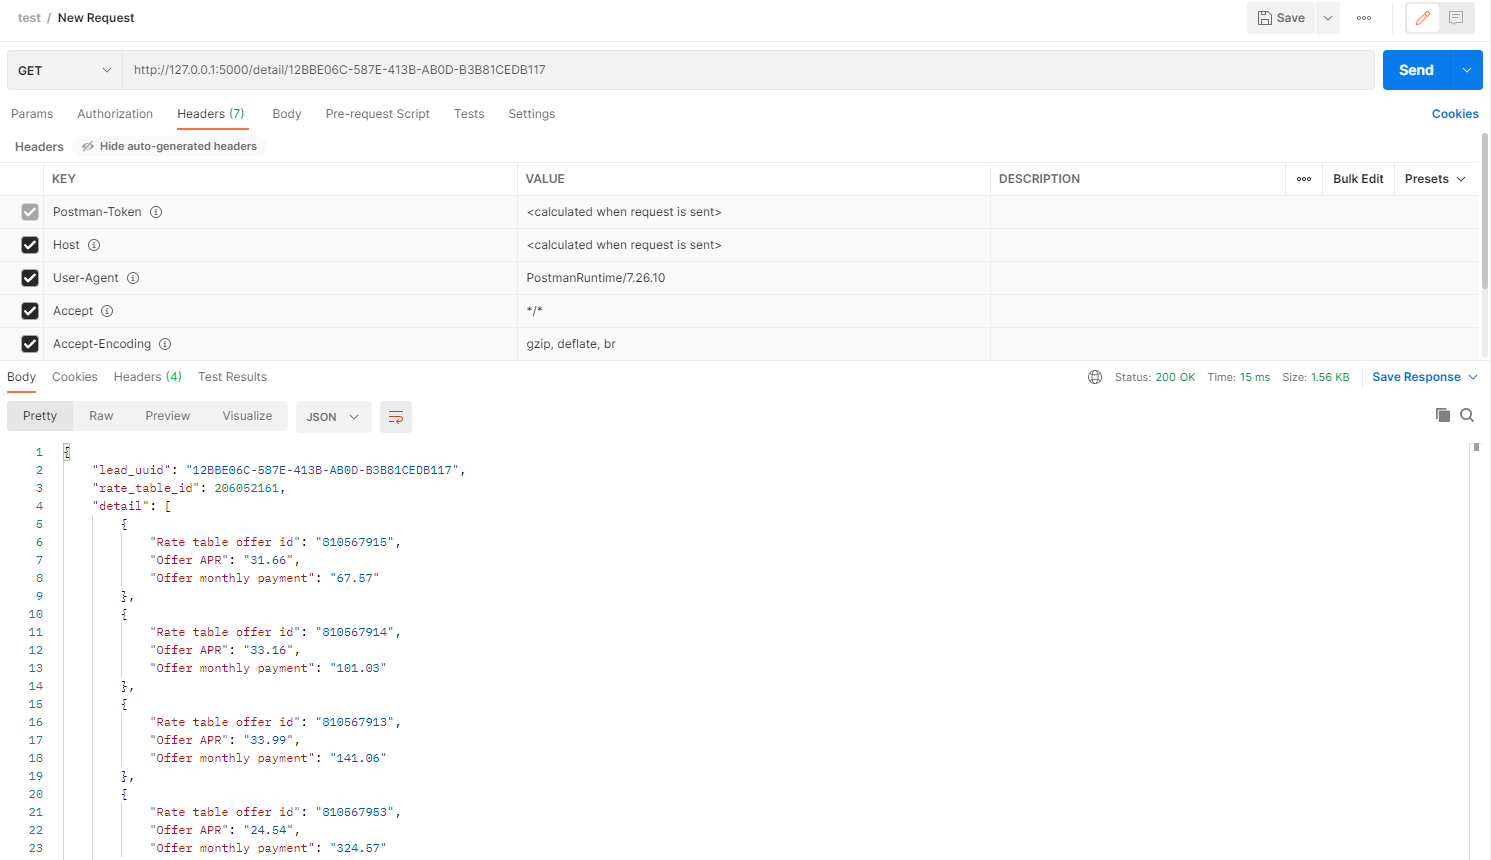 test / New Request
Save
GET http://127.0.0.1:5000/detail/12BBE06C-587E-413B-AB0D-B3B81CEDB117 Send
Params Authorization Headers (7) Body Pre-request Script Tests Settings Cookies
Headers Hide auto-generated headers
KEY VALUE DESCRIPTION Bulk Edit Presets
Postman-Token <calculated when request is sent>
Host <calculated when request is sent>
User-Agent PostmanRuntime/7.26.10
Accept */*
Accept-Encoding gzip, deflate, br
Body Cookies Headers (4) Test Results Status: 200 OK Time: 15 ms Size: 1.56 KB Save Response
Pretty Raw Preview Visualize JSON
1 {
2 "lead_uuid": "12BBE06C-587E-413B-AB0D-B3B81CEDB117",
3 "rate_table_id": 206052161,
4 "detail": [
5 {
6 "Rate table offer id": "810567915",
7 "Offer APR": "31.66",
8 "Offer monthly payment": "67.57"
9 },
10 {
11 "Rate table offer id": "810567914",
12 "Offer APR": "33.16",
13 "Offer monthly payment": "101.03"
14 },
15 {
16 "Rate table offer id": "810567913",
17 "Offer APR": "33.99",
18 "Offer monthly payment": "141.06"
19 },
20 {
21 "Rate table offer id": "810567953",
22 "Offer APR": "24.54",
23 "Offer monthly payment": "324.57"